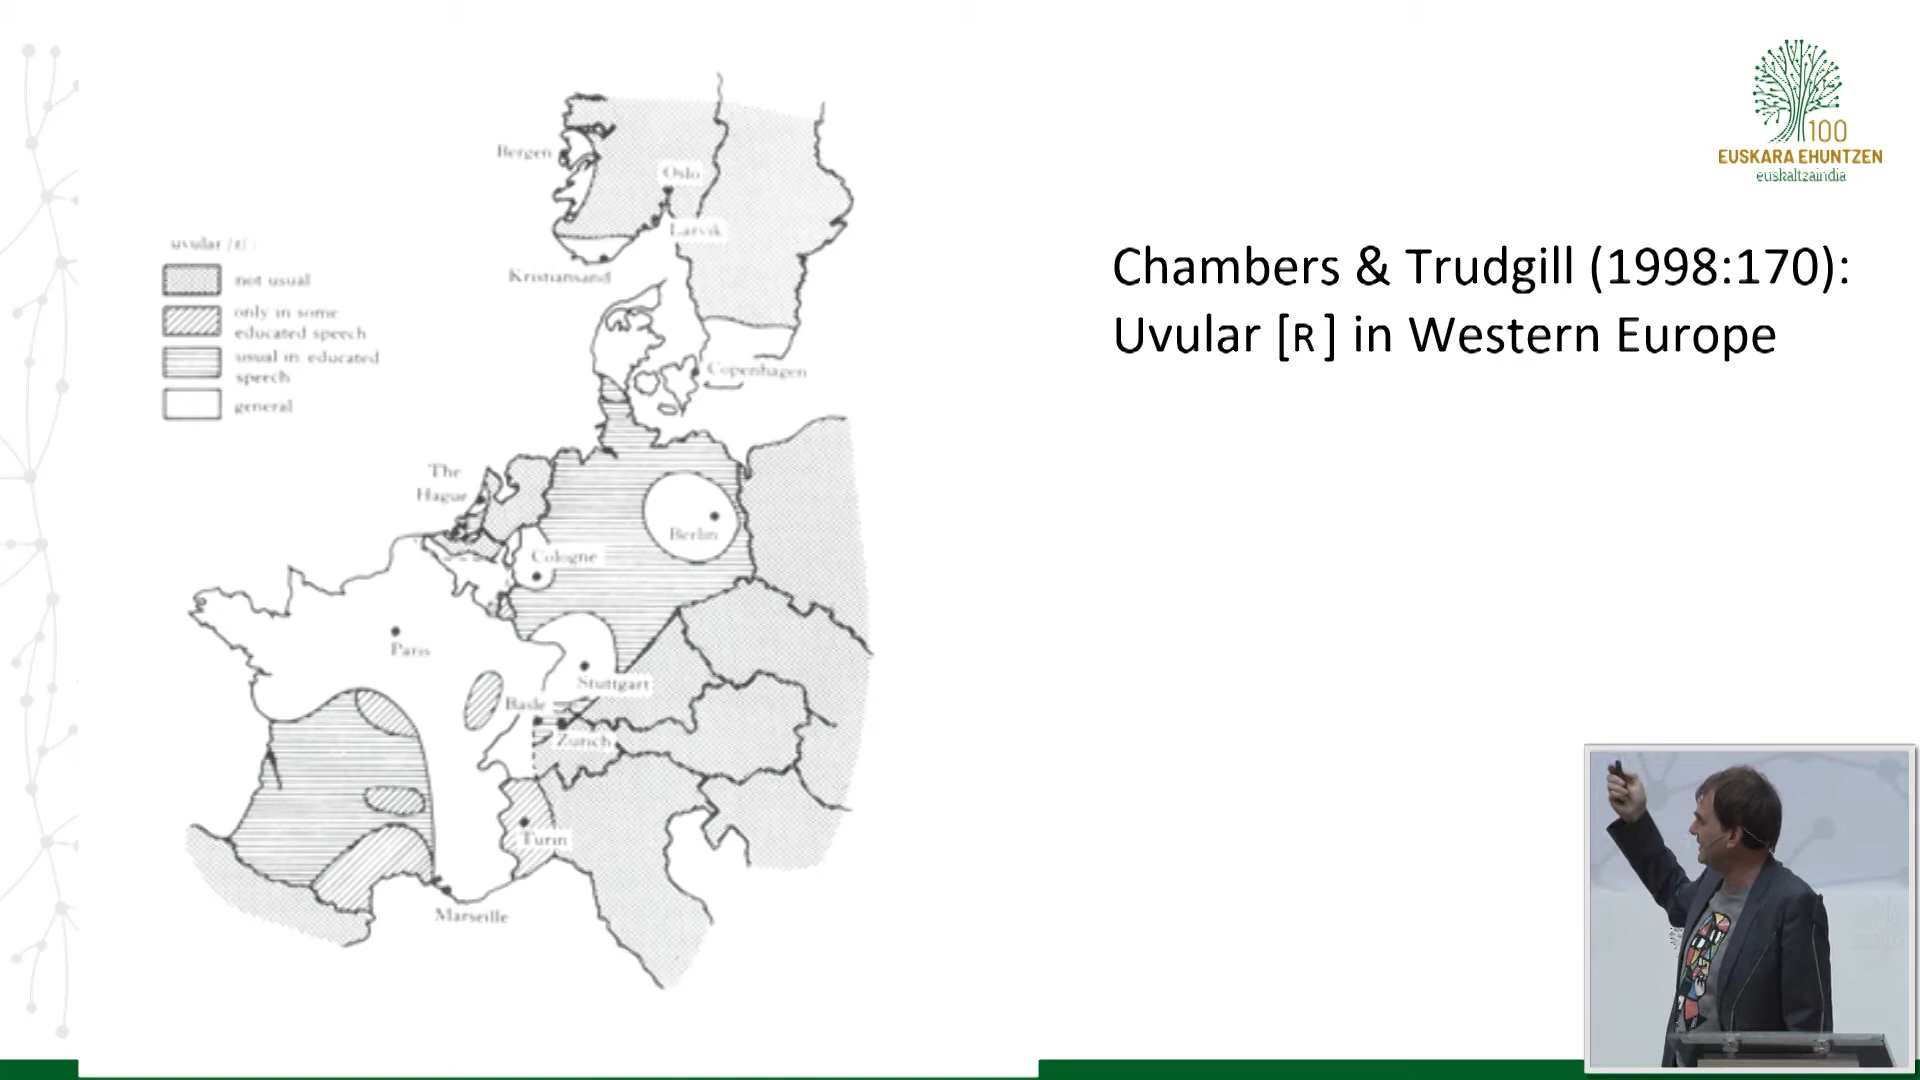 100
EUSKARA EHUNTZEN
euskaltzaindia
Chambers & Trudgill (1998:170):
Uvular [ʀ] in Western Europe
uvular /r/ :
not usual
only in some
educated speech
usual in educated
speech
general
Bergen
Oslo
Larvik
Kristiansand
Copenhagen
The
Hague
Berlin
Cologne
Paris
Stuttgart
Basle
Zurich
Turin
Marseille